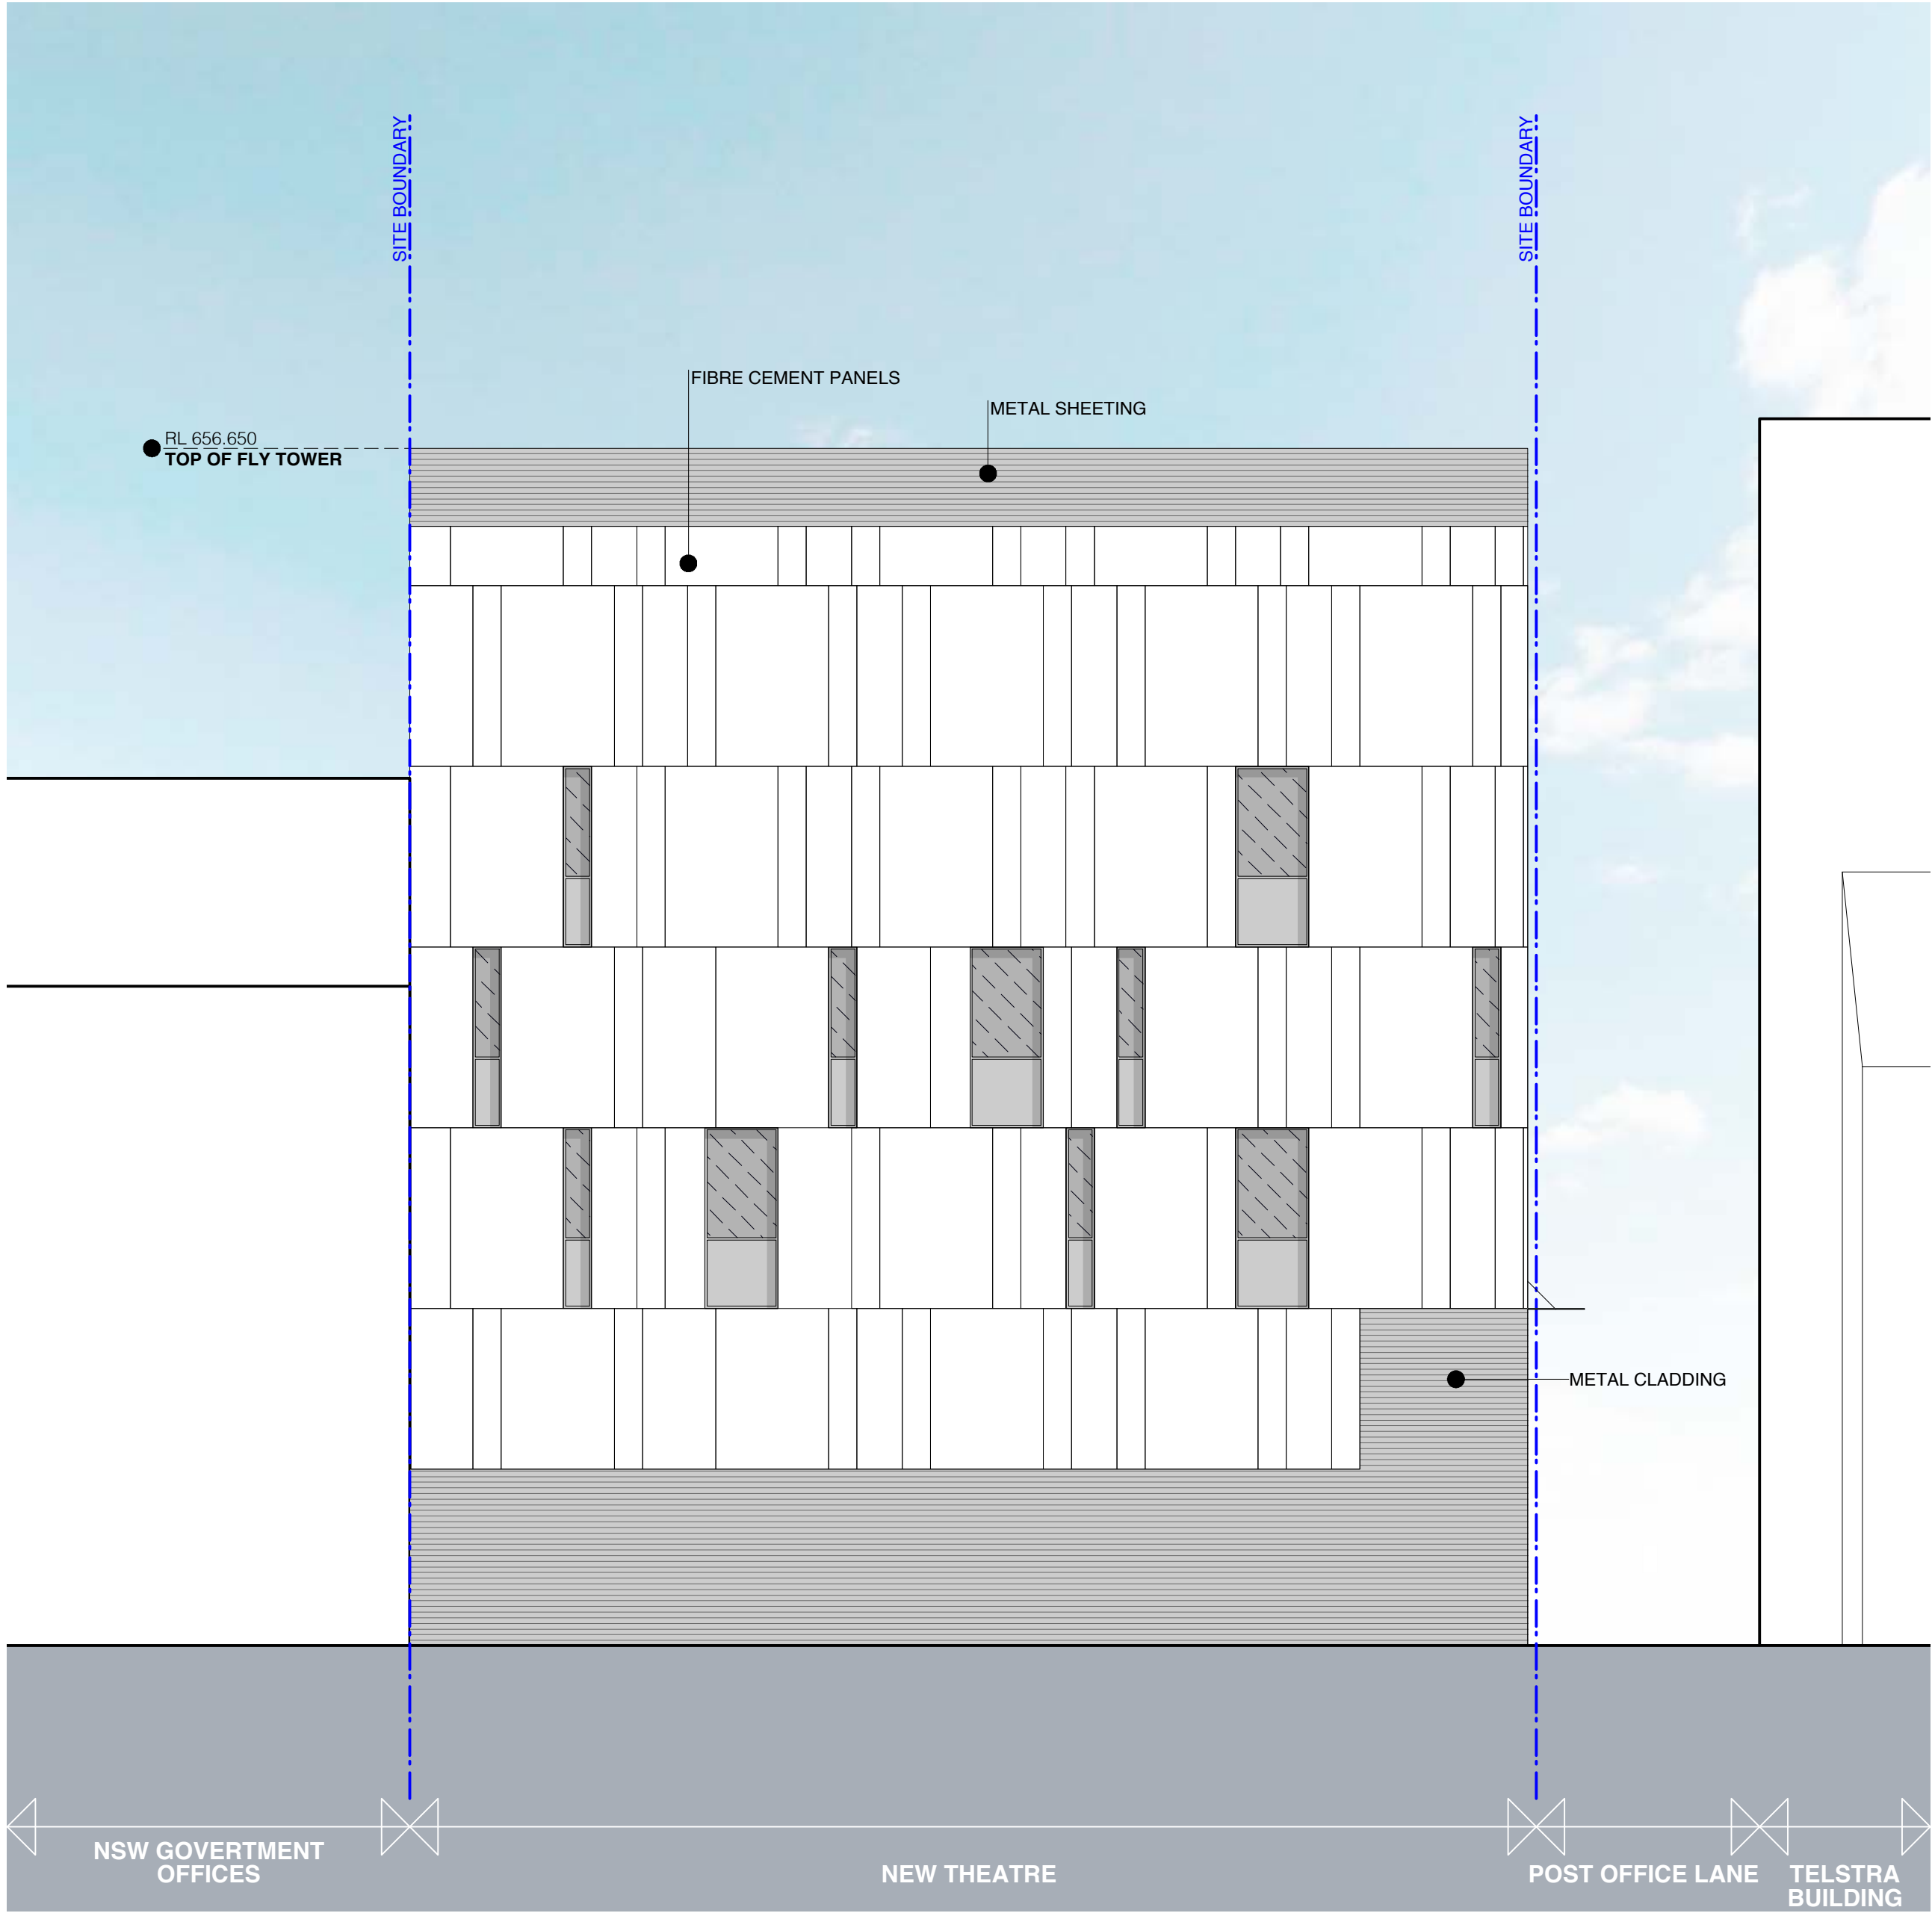 SITE BOUNDARY
SITE BOUNDARY
FIBRE CEMENT PANELS
METAL SHEETING
RL 656.650
TOP OF FLY TOWER
METAL CLADDING
NSW GOVERTMENT
OFFICES
NEW THEATRE
POST OFFICE LANE
TELSTRA
BUILDING